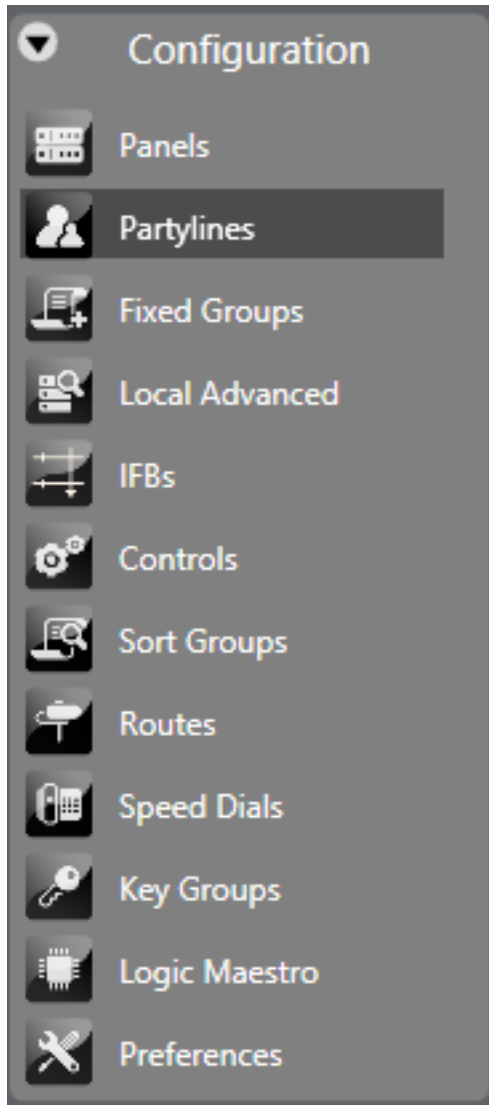 Configuration
Panels
Partylines
Fixed Groups
Local Advanced
IFBs
Controls
Sort Groups
Routes
Speed Dials
Key Groups
Logic Maestro
Preferences